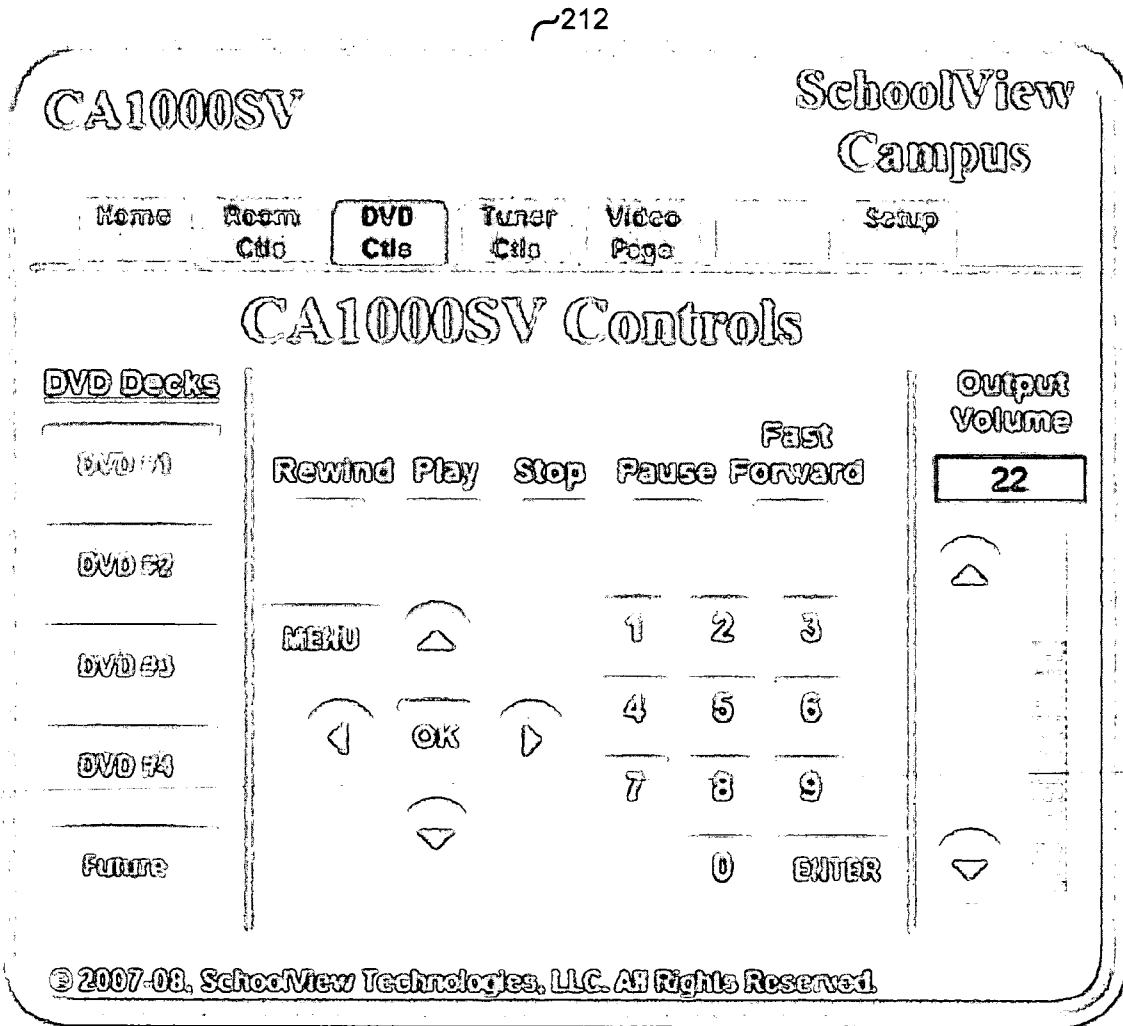 212
CA1000SV
SchoolView
Campus
Home
Room
Ctls
DVD
Ctls
Tuner
Ctls
Video
Page
Setup
CA1000SV Controls
DVD Decks
DVD #1
DVD #2
DVD #3
DVD #4
Future
Rewind
Play
Stop
Pause
Fast
Forward
MENU
OK
1 2 3
4 5 6
7 8 9
0 ENTER
Output
Volume
22
© 2007-08, SchoolView Technologies, LLC. All Rights Reserved.